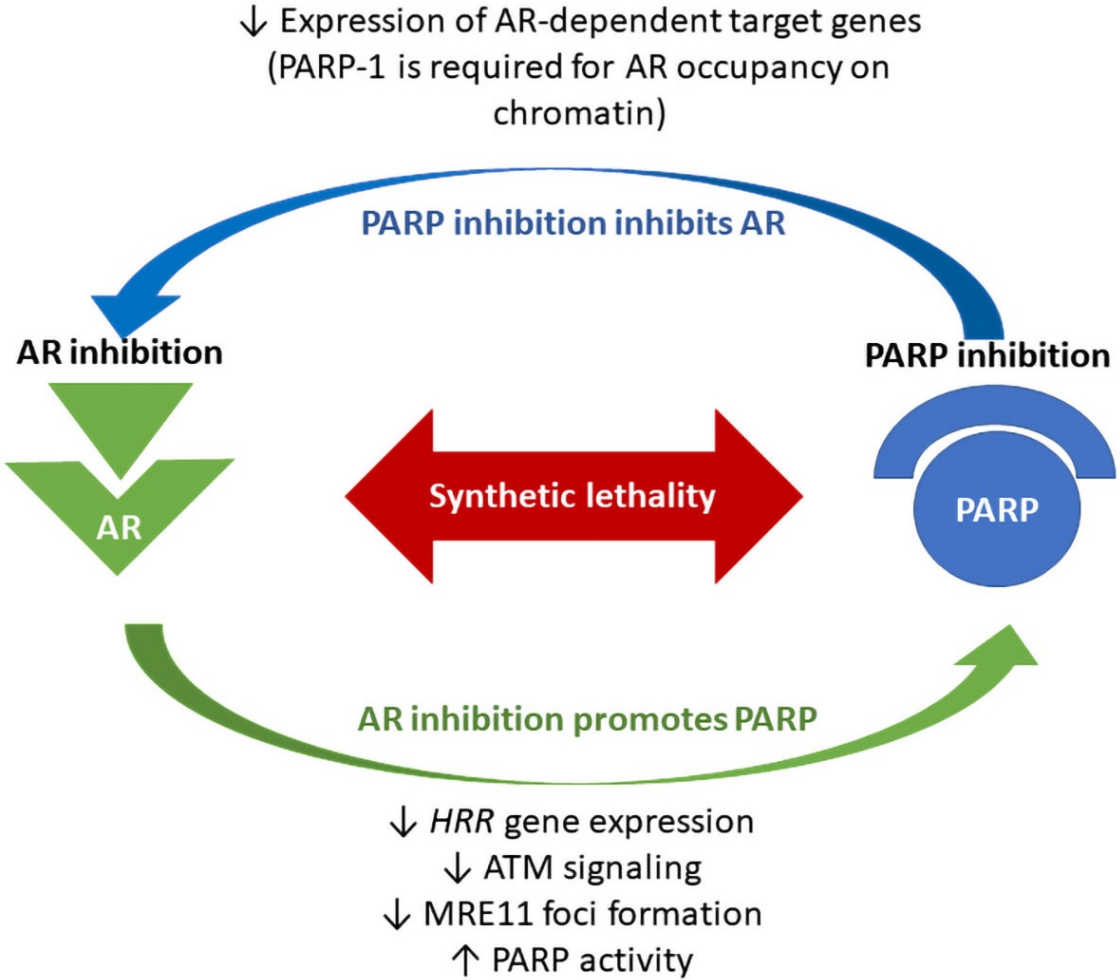 ↓ Expression of AR-dependent target genes
(PARP-1 is required for AR occupancy on
chromatin)
PARP inhibition inhibits AR
AR inhibition
PARP inhibition
AR
Synthetic lethality
PARP
AR inhibition promotes PARP
↓ HRR gene expression
↓ ATM signaling
↓ MRE11 foci formation
↑ PARP activity